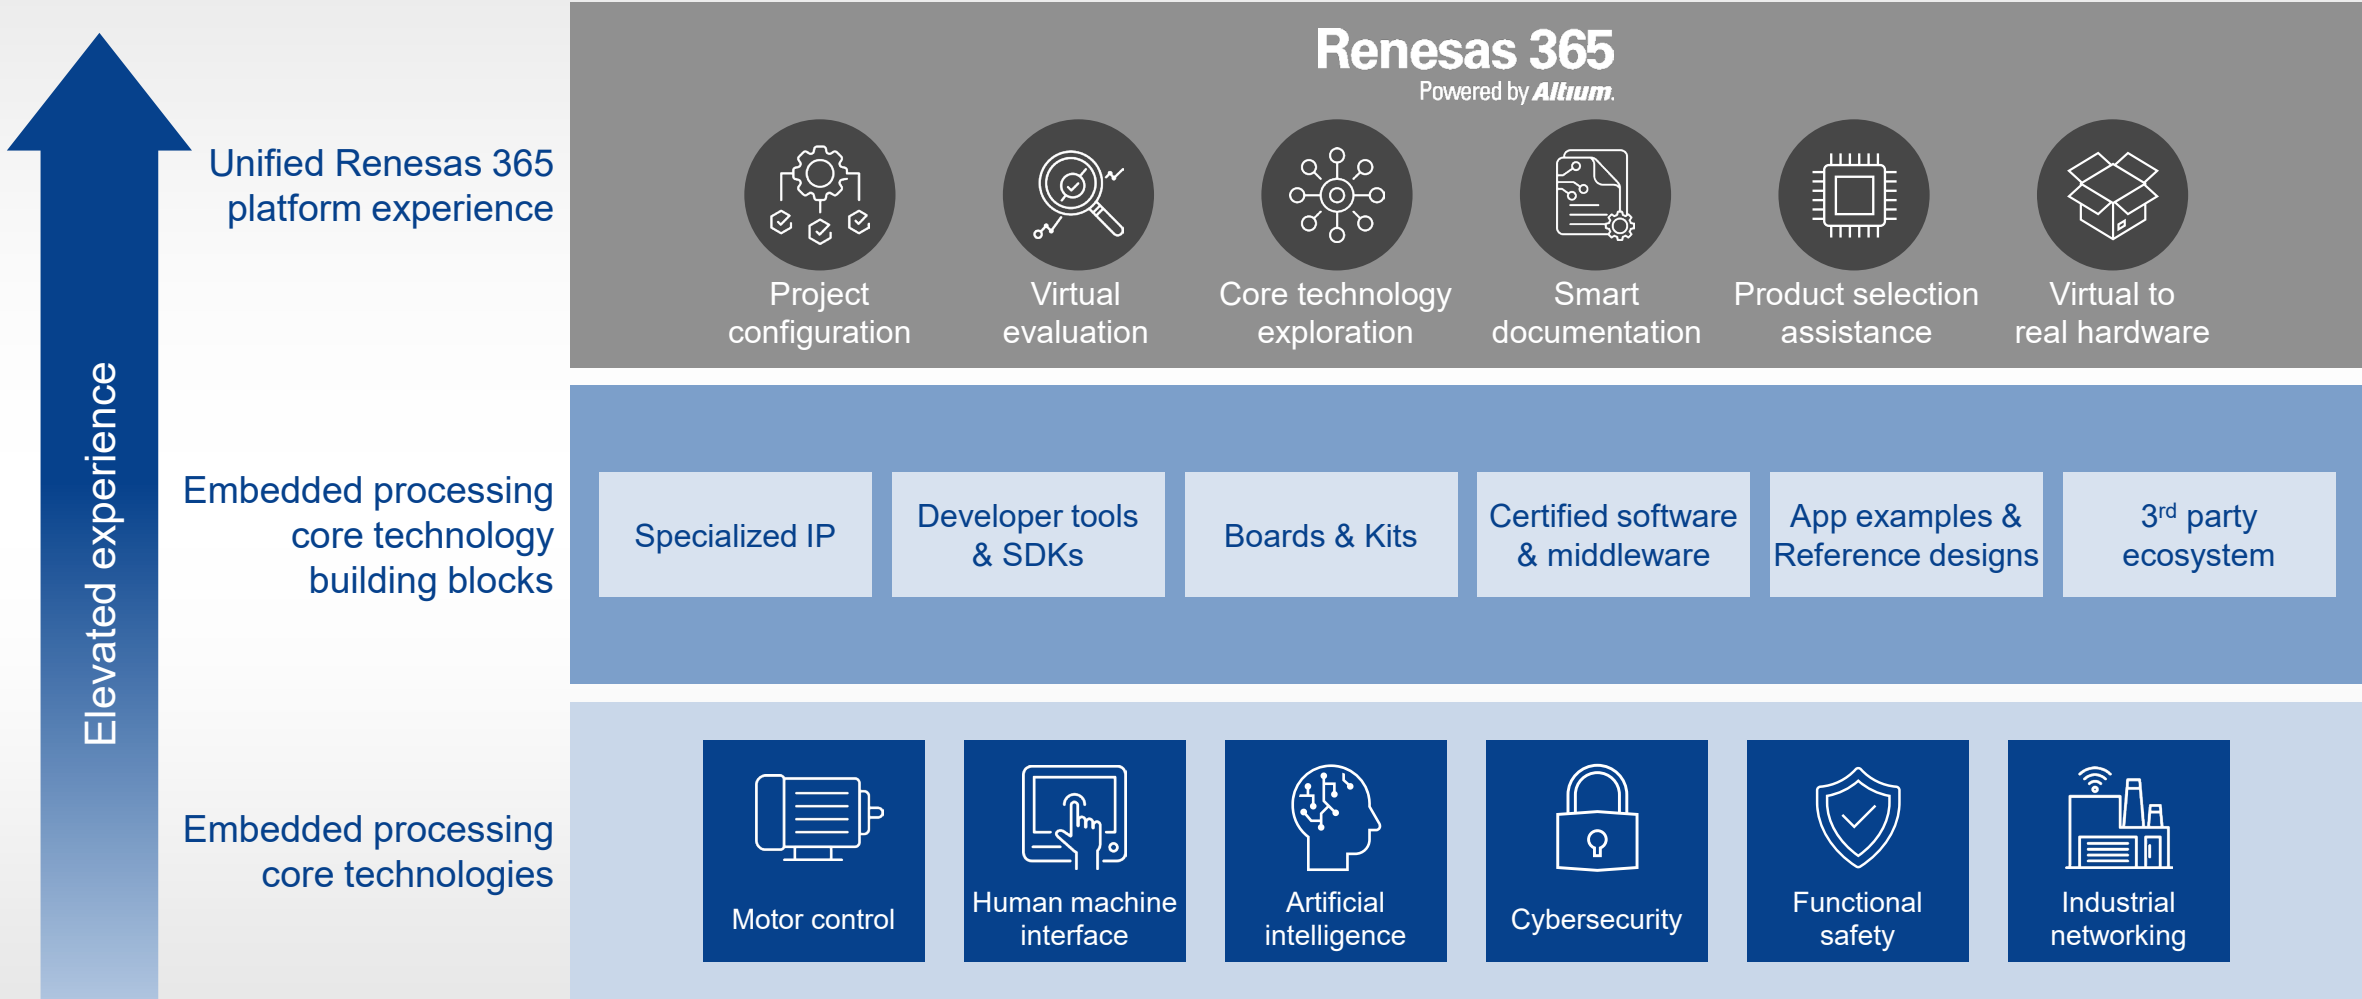 Renesas 365
Powered by Altium.
Unified Renesas 365
platform experience
Project
configuration
Virtual
evaluation
Core technology
exploration
Smart
documentation
Product selection
assistance
Virtual to
real hardware
Elevated experience
Embedded processing
core technology
building blocks
Specialized IP
Developer tools
& SDKs
Boards & Kits
Certified software
& middleware
App examples &
Reference designs
3rd party
ecosystem
Embedded processing
core technologies
Motor control
Human machine
interface
Artificial
intelligence
Cybersecurity
Functional
safety
Industrial
networking